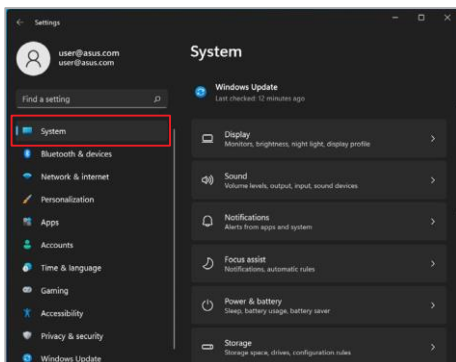 Settings
user@asus.com
user@asus.com
Find a setting
System
Bluetooth & devices
Network & internet
Personalization
Apps
Accounts
Time & language
Gaming
Accessibility
Privacy & security
Windows Update
System
Windows Update
Last checked: 12 minutes ago
Display
Monitors, brightness, night light, display profile
Sound
Volume levels, output, input, sound devices
Notifications
Alerts from apps and system
Focus assist
Notifications, automatic rules
Power & battery
Sleep, battery usage, battery saver
Storage
Storage space, drives, configuration rules